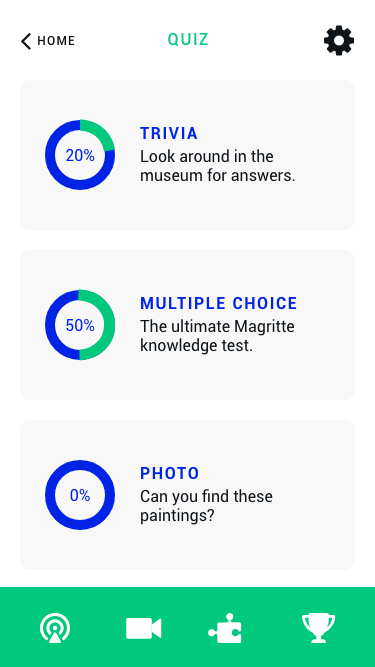 HOME
QUIZ
20%
TRIVIA
Look around in the
museum for answers.
50%
MULTIPLE CHOICE
The ultimate Magritte
knowledge test.
0%
PHOTO
Can you find these
paintings?